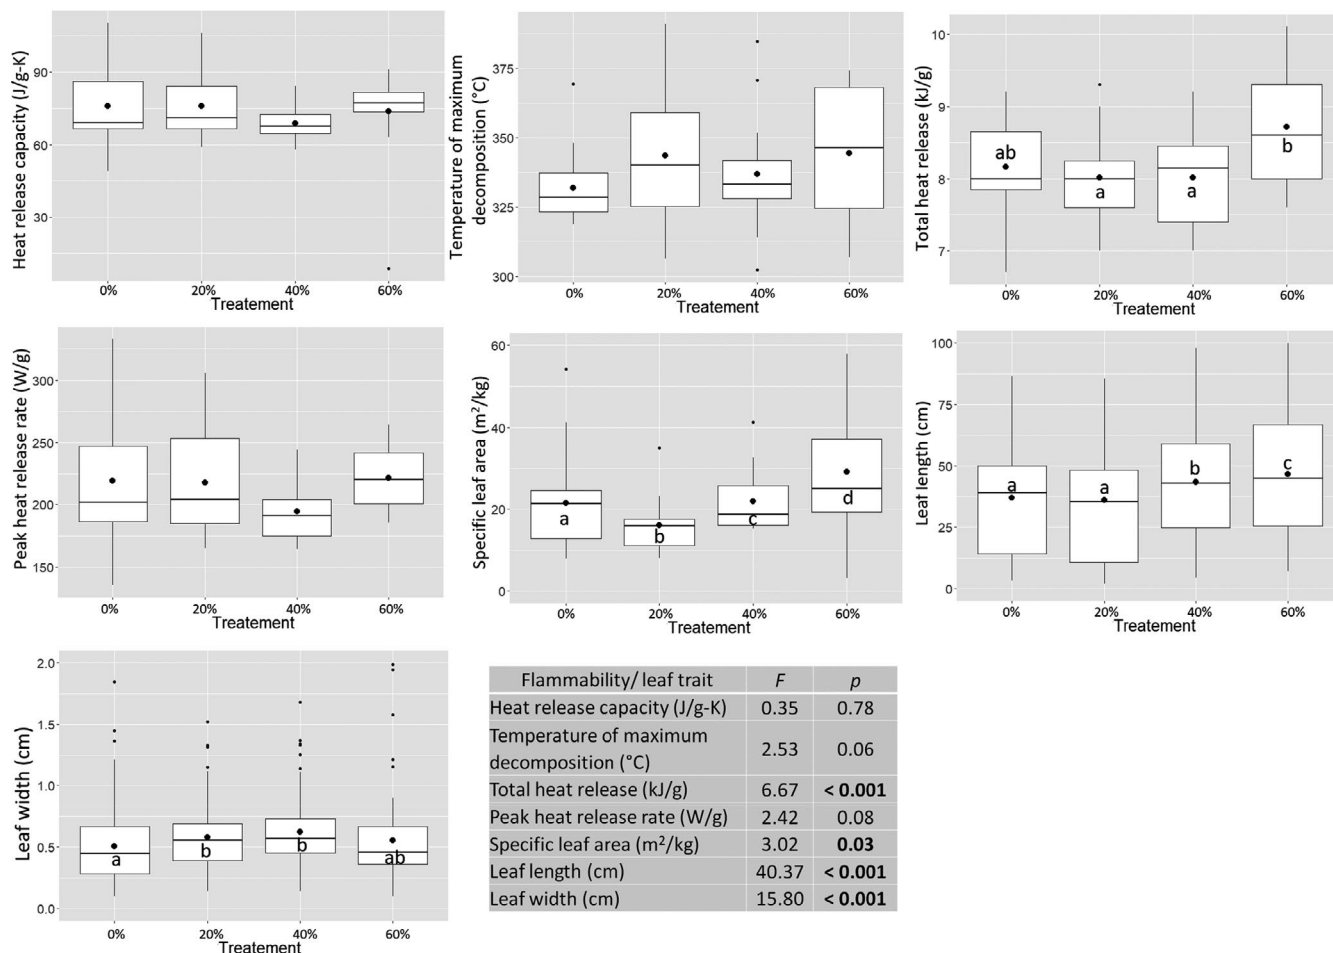 Heat release capacity (J/g-K)
90
60
30
0%
20%
40%
60%
Treatement
Temperature of maximum
decomposition (°C)
375
350
325
300
0%
20%
40%
60%
Treatement
Total heat release (kJ/g)
10
9
8
7
ab
a
a
b
0%
20%
40%
60%
Treatement
Peak heat release rate (W/g)
300
250
200
150
0%
20%
40%
60%
Treatement
Specific leaf area (m²/kg)
60
40
20
0
a
b
c
d
0%
20%
40%
60%
Treatement
Leaf length (cm)
100
75
50
25
0
a
a
b
c
0%
20%
40%
60%
Treatement
Leaf width (cm)
2.0
1.5
1.0
0.5
0.0
a
b
b
ab
0%
20%
40%
60%
Treatement
Flammability/ leaf trait F p
Heat release capacity (J/g-K) 0.35 0.78
Temperature of maximum
decomposition (°C) 2.53 0.06
Total heat release (kJ/g) 6.67 < 0.001
Peak heat release rate (W/g) 2.42 0.08
Specific leaf area (m²/kg) 3.02 0.03
Leaf length (cm) 40.37 < 0.001
Leaf width (cm) 15.80 < 0.001